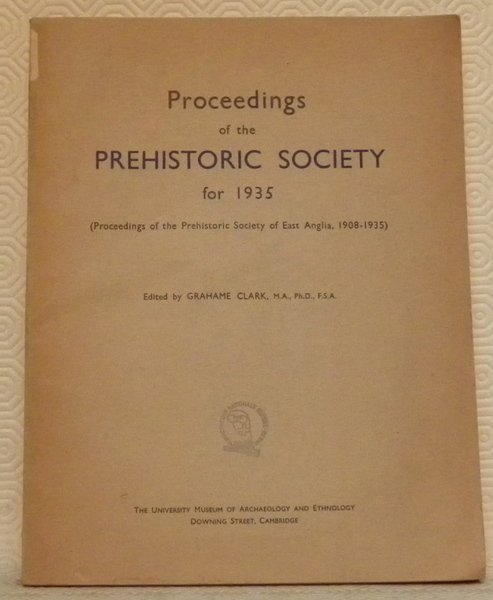 Proceedings
of the
PREHISTORIC SOCIETY
for 1935
(Proceedings of the Prehistoric Society of East Anglia, 1908-1935)
Edited by GRAHAME CLARK, M.A., Ph.D., F.S.A.
THE UNIVERSITY MUSEUM OF ARCHAEOLOGY AND ETHNOLOGY
DOWNING STREET, CAMBRIDGE